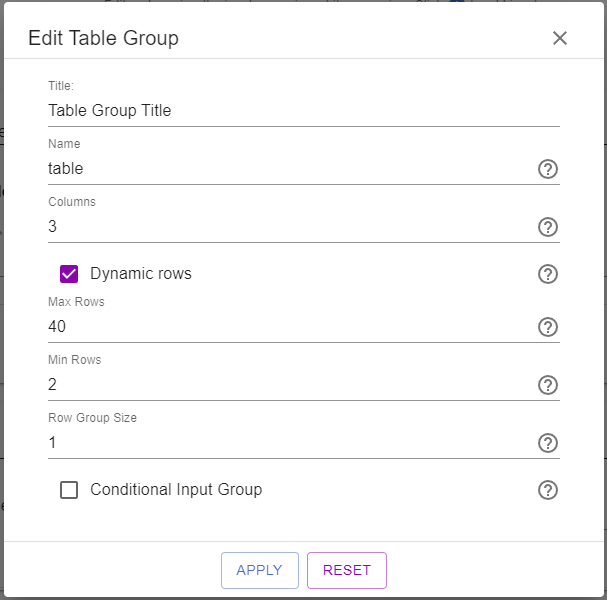 Edit Table Group
Title:
Table Group Title
Name
table
Columns
3
Dynamic rows
Max Rows
40
Min Rows
2
Row Group Size
1
Conditional Input Group
APPLY
RESET